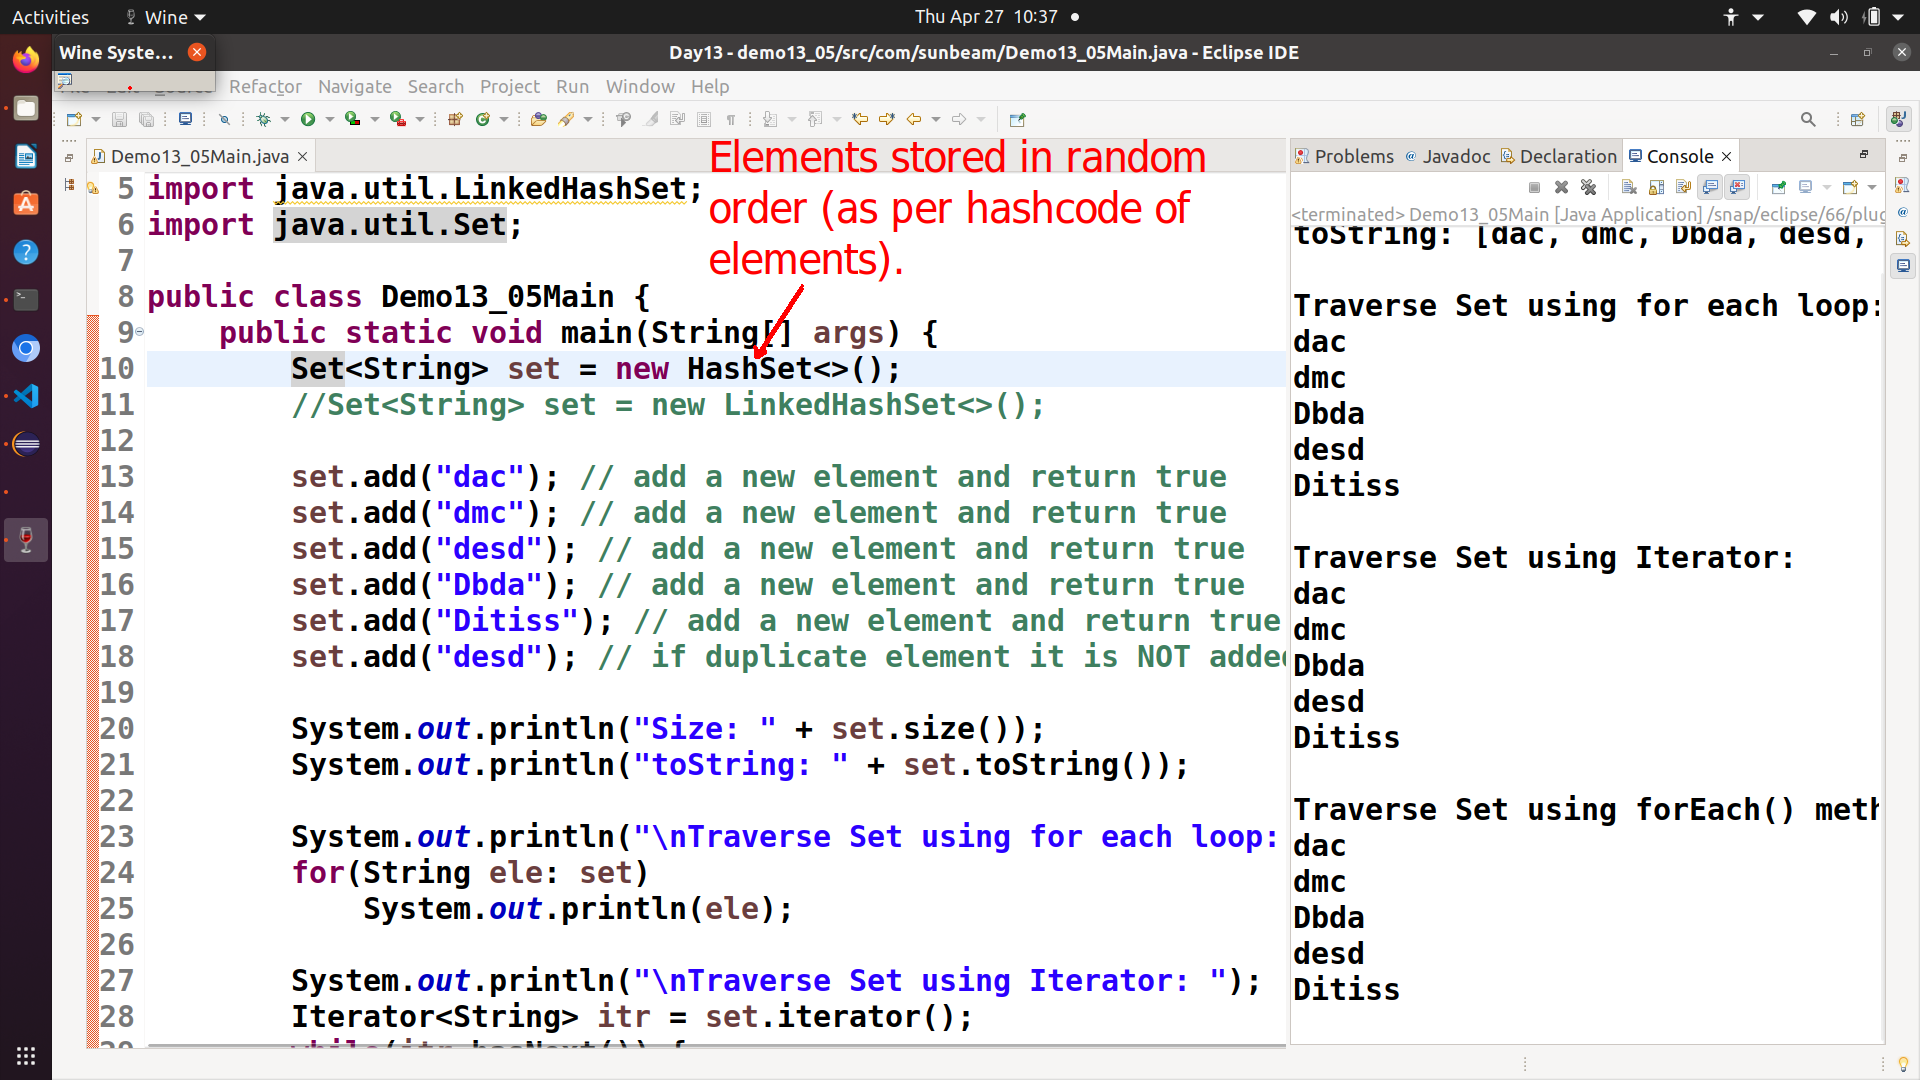 Activities
Wine
Thu Apr 27 10:37
Wine Syste...
Day13 - demo13_05/src/com/sunbeam/Demo13_05Main.java - Eclipse IDE
Refactor Navigate Search Project Run Window Help
Demo13_05Main.java
Elements stored in random
order (as per hashcode of
elements).
5 import java.util.LinkedHashSet;
6 import java.util.Set;
7
8 public class Demo13_05Main {
9 public static void main(String[] args) {
10 Set<String> set = new HashSet<>();
11 //Set<String> set = new LinkedHashSet<>();
12
13 set.add("dac"); // add a new element and return true
14 set.add("dmc"); // add a new element and return true
15 set.add("desd"); // add a new element and return true
16 set.add("Dbda"); // add a new element and return true
17 set.add("Ditiss"); // add a new element and return true
18 set.add("desd"); // if duplicate element it is NOT added
19
20 System.out.println("Size: " + set.size());
21 System.out.println("toString: " + set.toString());
22
23 System.out.println("\nTraverse Set using for each loop:
24 for(String ele: set)
25 System.out.println(ele);
26
27 System.out.println("\nTraverse Set using Iterator: ");
28 Iterator<String> itr = set.iterator();
29 while(itr.hasNext()) {
Problems Javadoc Declaration Console
<terminated> Demo13_05Main [Java Application] /snap/eclipse/66/plug
toString: [dac, dmc, Dbda, desd,
Traverse Set using for each loop:
dac
dmc
Dbda
desd
Ditiss
Traverse Set using Iterator:
dac
dmc
Dbda
desd
Ditiss
Traverse Set using forEach() meth
dac
dmc
Dbda
desd
Ditiss